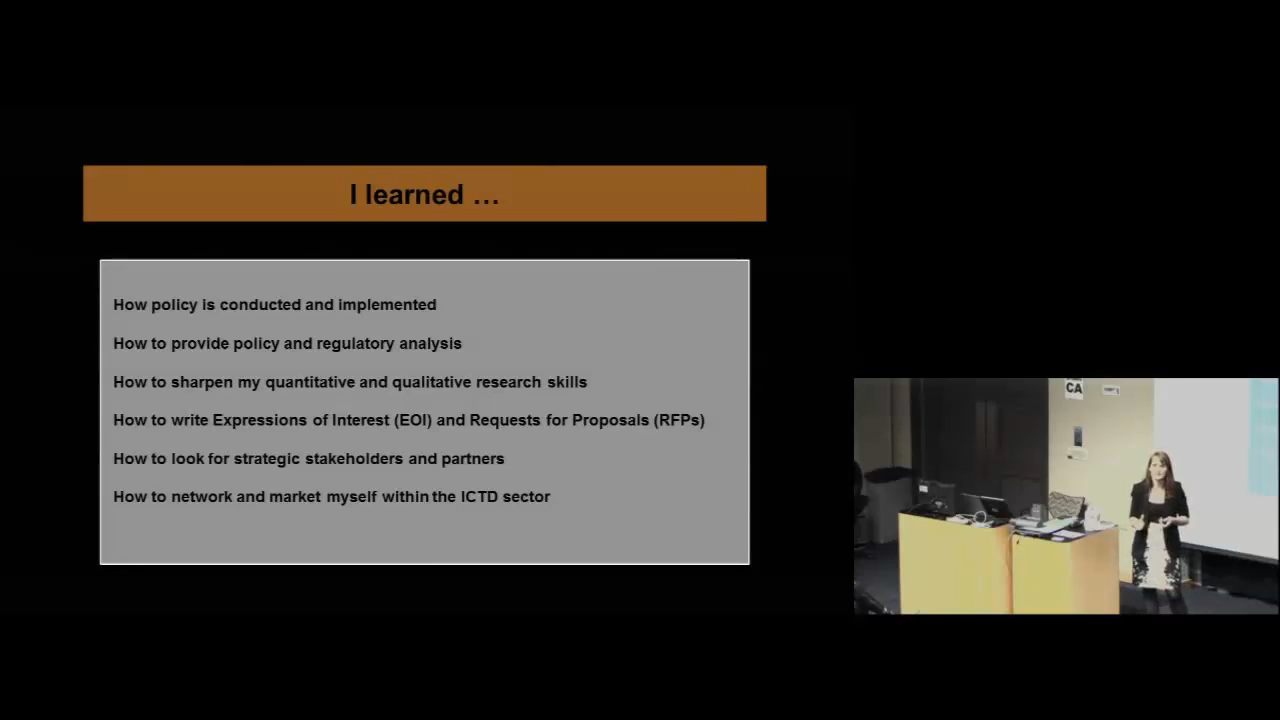 I learned …
How policy is conducted and implemented
How to provide policy and regulatory analysis
How to sharpen my quantitative and qualitative research skills
How to write Expressions of Interest (EOI) and Requests for Proposals (RFPs)
How to look for strategic stakeholders and partners
How to network and market myself within the ICTD sector
CA